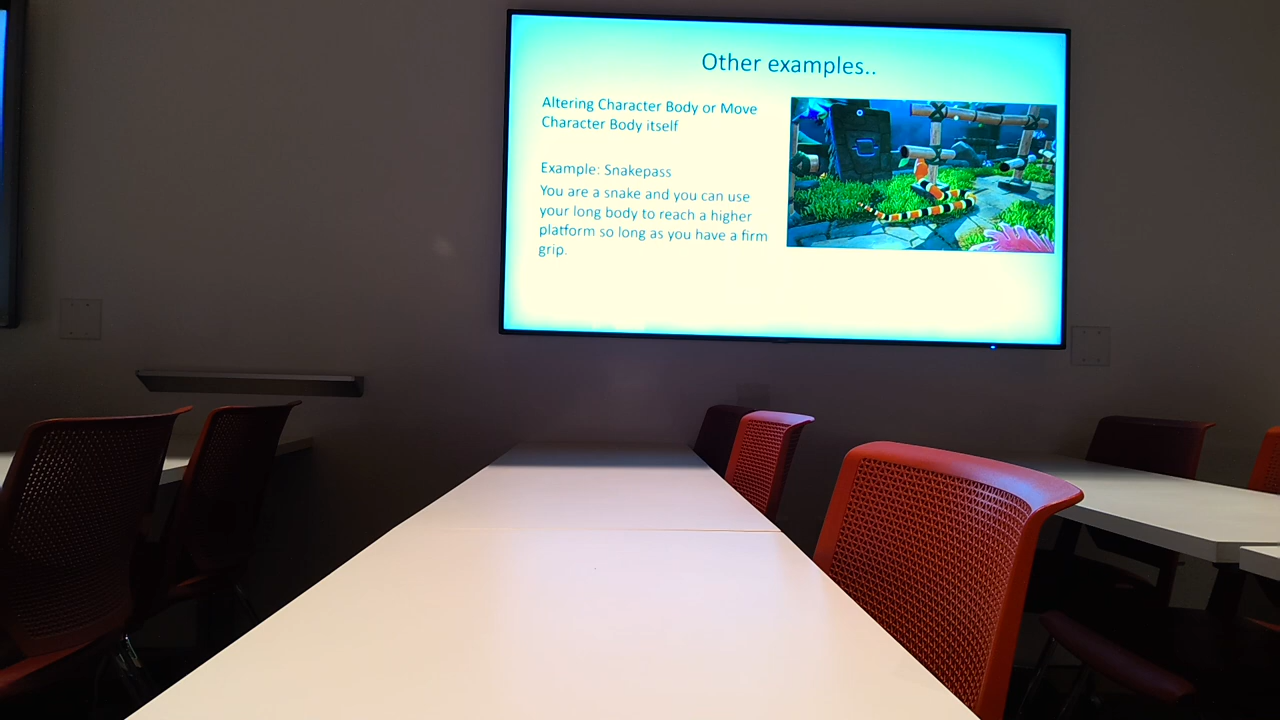 Other examples..
Altering Character Body or Move
Character Body itself
Example: Snakepass
You are a snake and you can use
your long body to reach a higher
platform so long as you have a firm
grip.